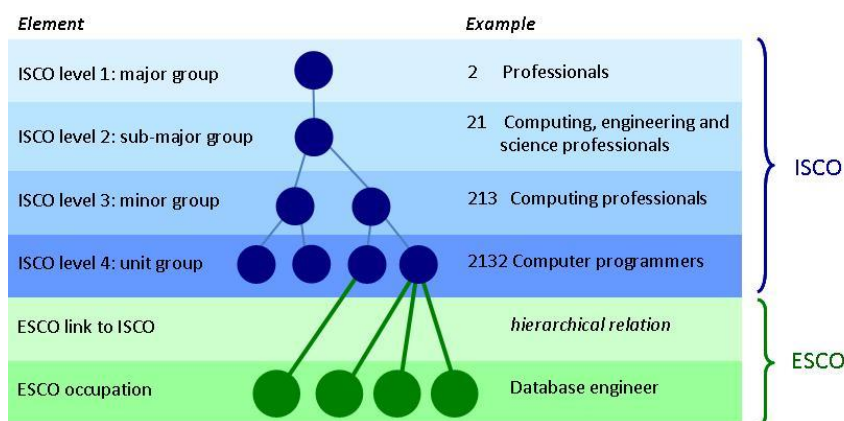 Element Example
ISCO level 1: major group 2 Professionals
ISCO level 2: sub-major group 21 Computing, engineering and
science professionals
ISCO
ISCO level 3: minor group 213 Computing professionals
ISCO level 4: unit group 2132 Computer programmers
ESCO link to ISCO hierarchical relation
ESCO
ESCO occupation Database engineer